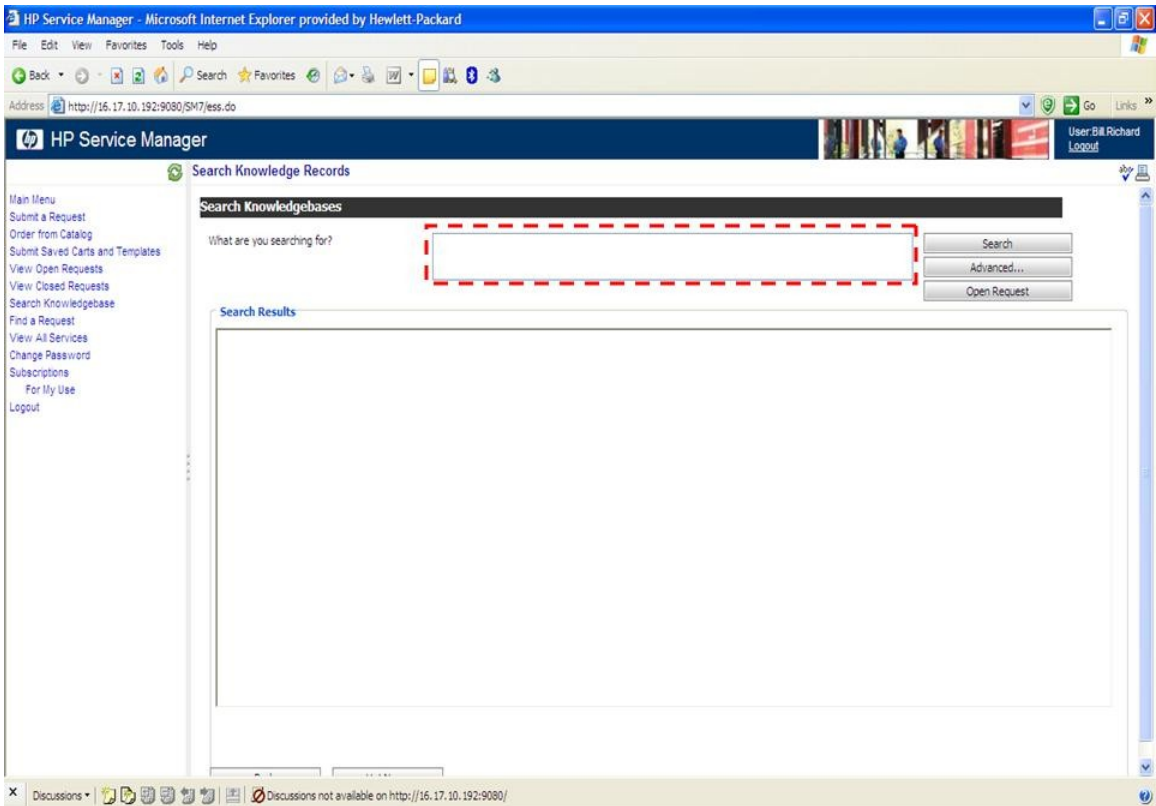 HP Service Manager - Microsoft Internet Explorer provided by Hewlett-Packard
File Edit View Favorites Tools Help
Back Search Favorites
Address http://16.17.10.192:9080/SM7/ess.do Go Links »
hp HP Service Manager User:Bill.Richard
Logout
Search Knowledge Records
Main Menu
Submit a Request
Order from Catalog
Submit Saved Carts and Templates
View Open Requests
View Closed Requests
Search Knowledgebase
Find a Request
View All Services
Change Password
Subscriptions
For My Use
Logout
Search Knowledgebases
What are you searching for?
Search
Advanced...
Open Request
Search Results
Discussions Discussions not available on http://16.17.10.192:9080/